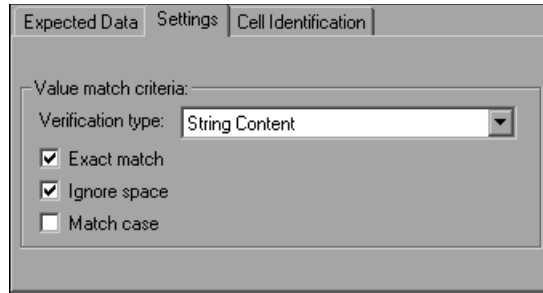 Expected Data Settings Cell Identification
Value match criteria:
Verification type: String Content
Exact match
Ignore space
Match case